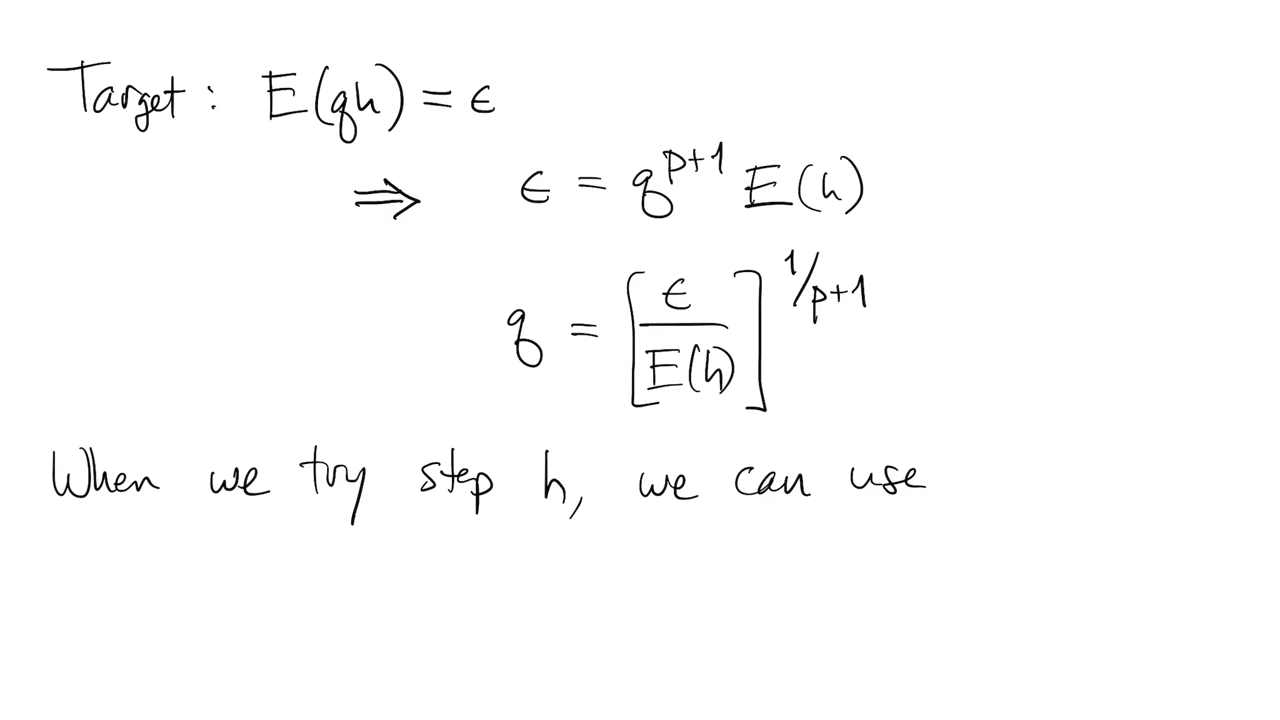 Target: E(qh) = ϵ
⇒ ϵ = q^{p+1} E(h)
q = [ϵ / E(h)]^{1/p+1}
When we try step h, we can use